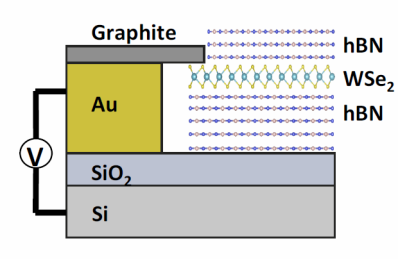 Graphite
hBN
WSe₂
hBN
Au
V
SiO₂
Si